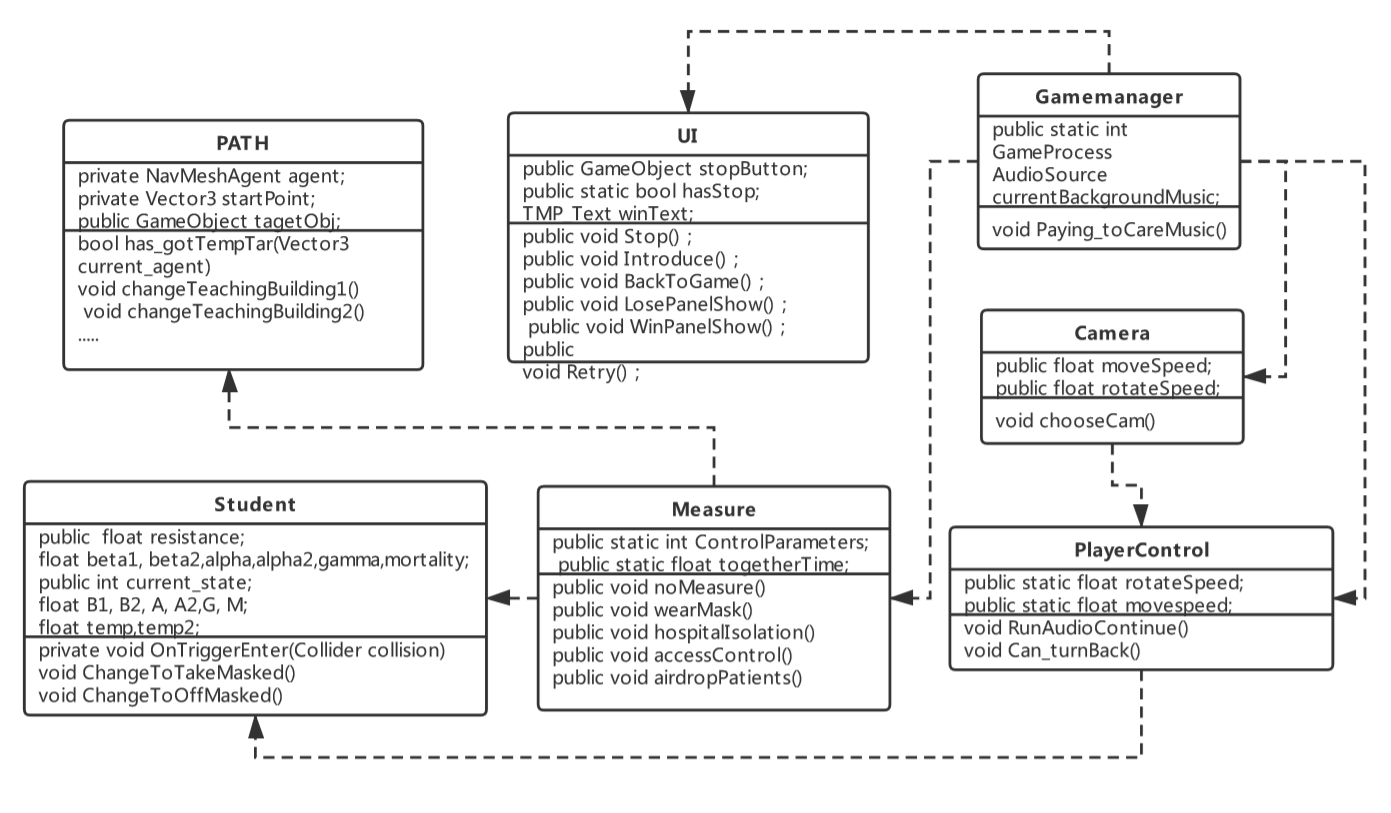 PATH
private NavMeshAgent agent;
private Vector3 startPoint;
public GameObject tagetObj;
bool has_gotTempTar(Vector3
current_agent)
void changeTeachingBuilding1()
void changeTeachingBuilding2()
.....
UI
public GameObject stopButton;
public static bool hasStop;
TMP_Text winText;
public void Stop() ;
public void Introduce() ;
public void BackToGame() ;
public void LosePanelShow() ;
public void WinPanelShow() ;
public
void Retry() ;
Gamemanager
public static int
GameProcess
AudioSource
currentBackgroundMusic;
void Paying_toCareMusic()
Camera
public float moveSpeed;
public float rotateSpeed;
void chooseCam()
Student
public  float resistance;
float beta1, beta2,alpha,alpha2,gamma,mortality;
public int current_state;
float B1, B2, A, A2,G, M;
float temp,temp2;
private void OnTriggerEnter(Collider collision)
void ChangeToTakeMasked()
void ChangeToOffMasked()
Measure
public static int ControlParameters;
public static float togetherTime;
public void noMeasure()
public void wearMask()
public void hospitalIsolation()
public void accessControl()
public void airdropPatients()
PlayerControl
public static float rotateSpeed;
public static float movespeed;
void RunAudioContinue()
void Can_turnBack()